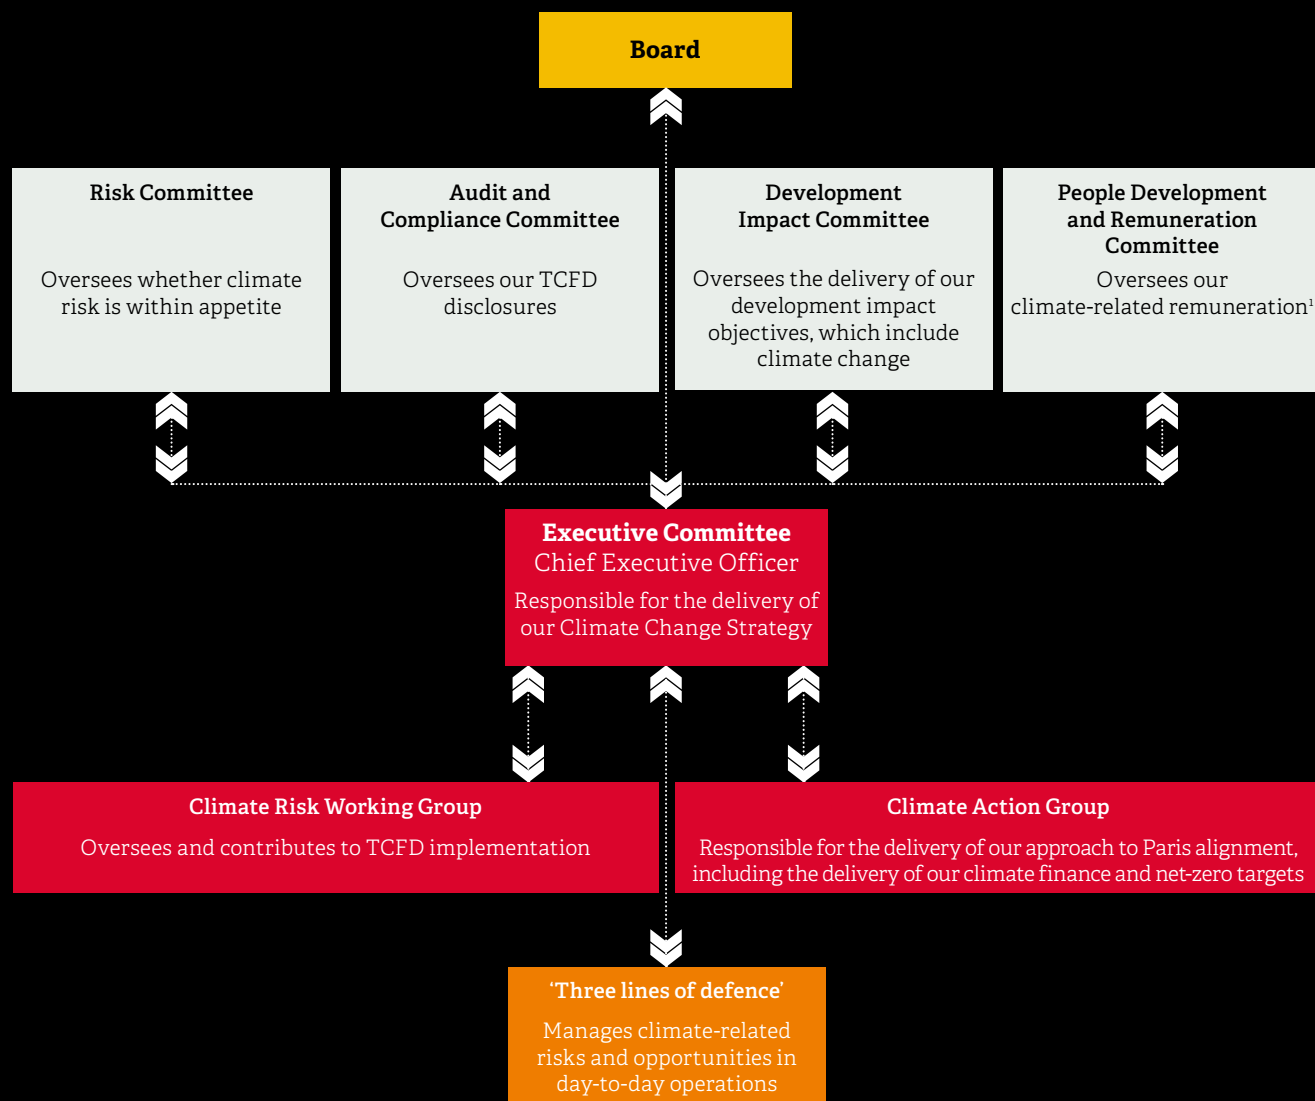 Board
Risk Committee
Oversees whether climate
risk is within appetite
Audit and
Compliance Committee
Oversees our TCFD
disclosures
Development
Impact Committee
Oversees the delivery of our
development impact
objectives, which include
climate change
People Development
and Remuneration
Committee
Oversees our
climate-related remuneration¹
Executive Committee
Chief Executive Officer
Responsible for the delivery of
our Climate Change Strategy
Climate Risk Working Group
Oversees and contributes to TCFD implementation
Climate Action Group
Responsible for the delivery of our approach to Paris alignment,
including the delivery of our climate finance and net-zero targets
‘Three lines of defence’
Manages climate-related
risks and opportunities in
day-to-day operations